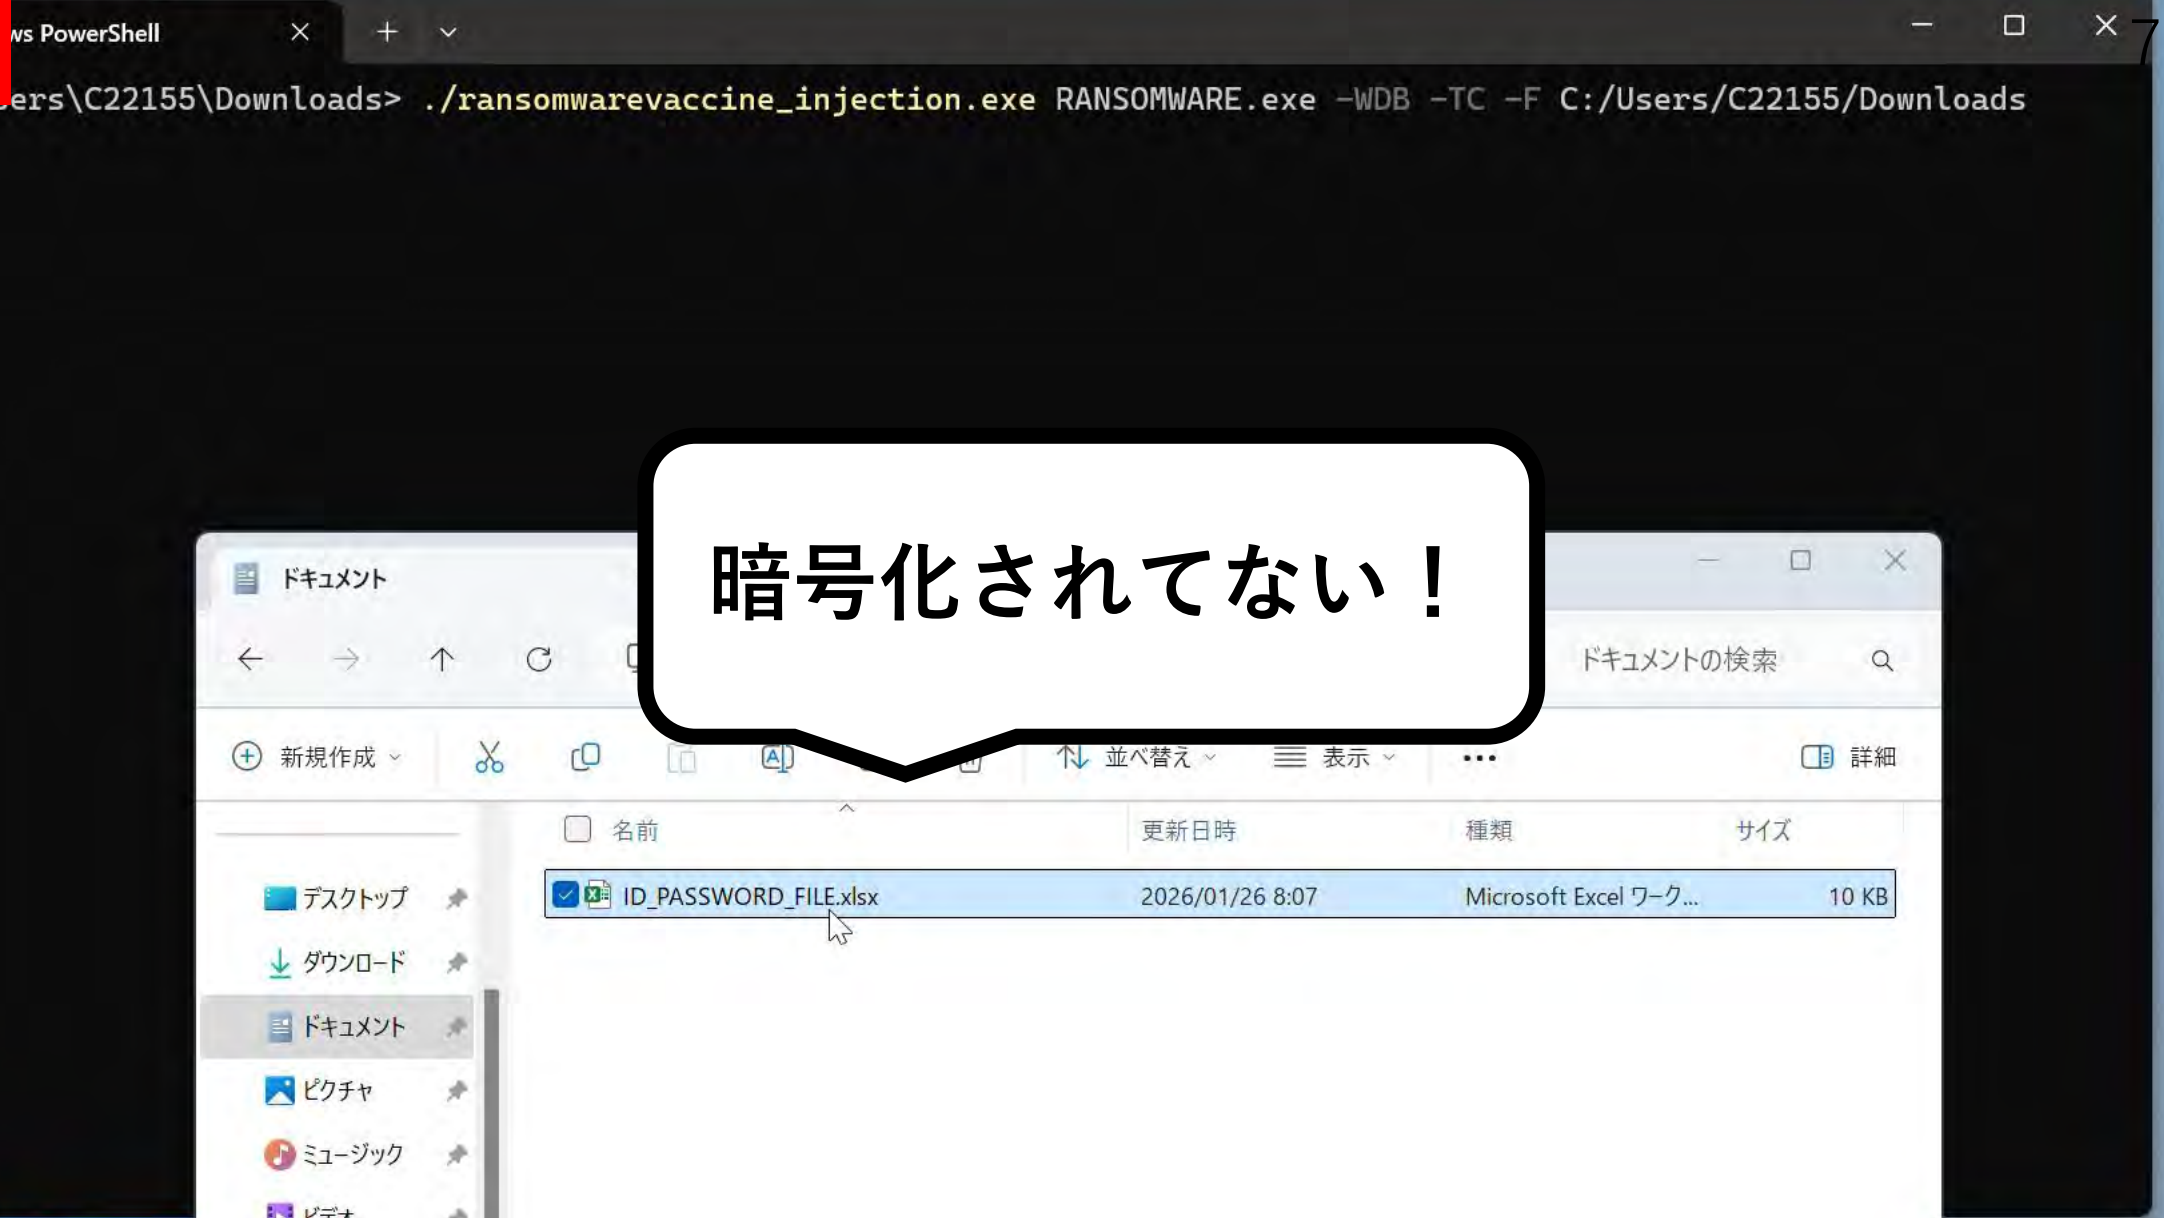 ws PowerShell
7
ers\C22155\Downloads> ./ransomwarevaccine_injection.exe RANSOMWARE.exe -WDB -TC -F C:/Users/C22155/Downloads
暗号化されてない！
ドキュメント
ドキュメントの検索
新規作成
並べ替え
表示
詳細
名前 更新日時 種類 サイズ
ID_PASSWORD_FILE.xlsx 2026/01/26 8:07 Microsoft Excel ワーク... 10 KB
デスクトップ
ダウンロード
ドキュメント
ピクチャ
ミュージック
ビデオ